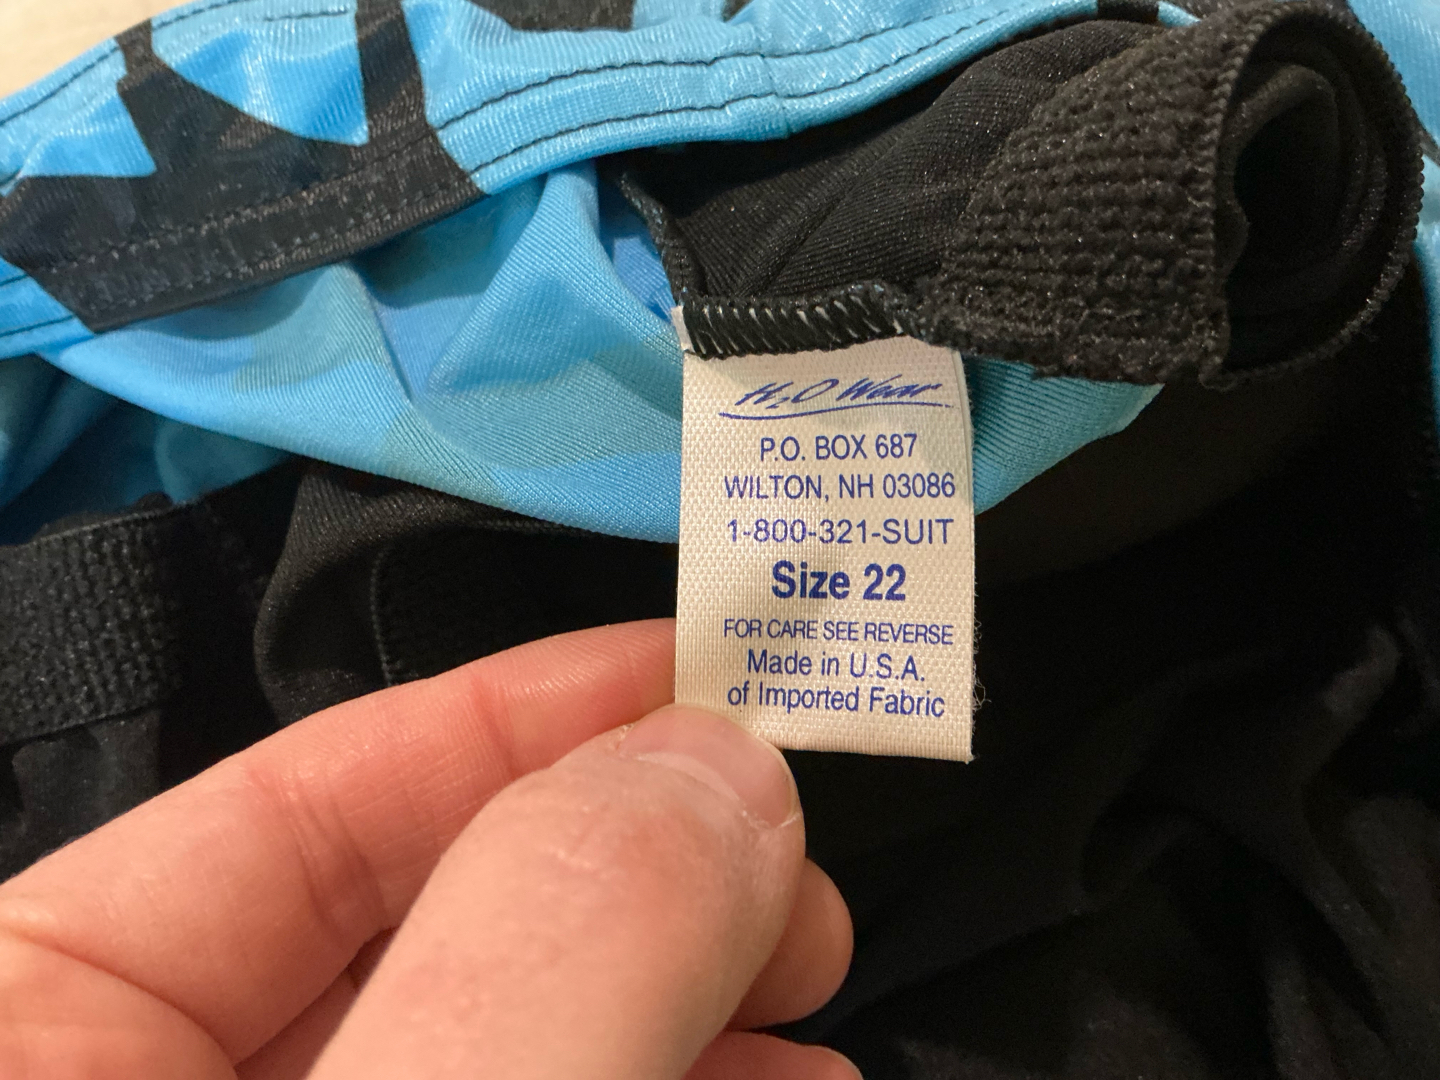 H₂O Wear
P.O. BOX 687
WILTON, NH 03086
1-800-321-SUIT
Size 22
FOR CARE SEE REVERSE
Made in U.S.A.
of Imported Fabric